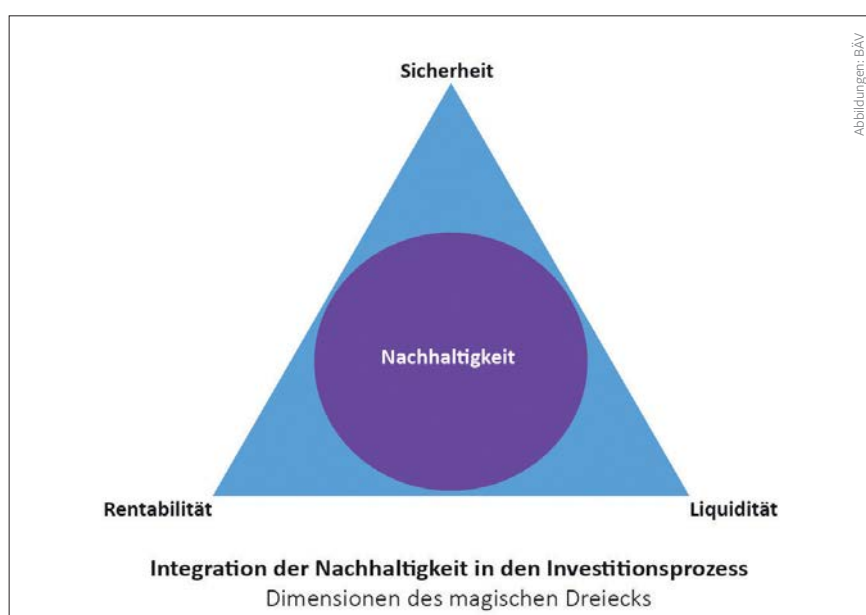 Abbildungen: BÄV
Sicherheit
Nachhaltigkeit
Rentabilität
Liquidität
Integration der Nachhaltigkeit in den Investitionsprozess
Dimensionen des magischen Dreiecks